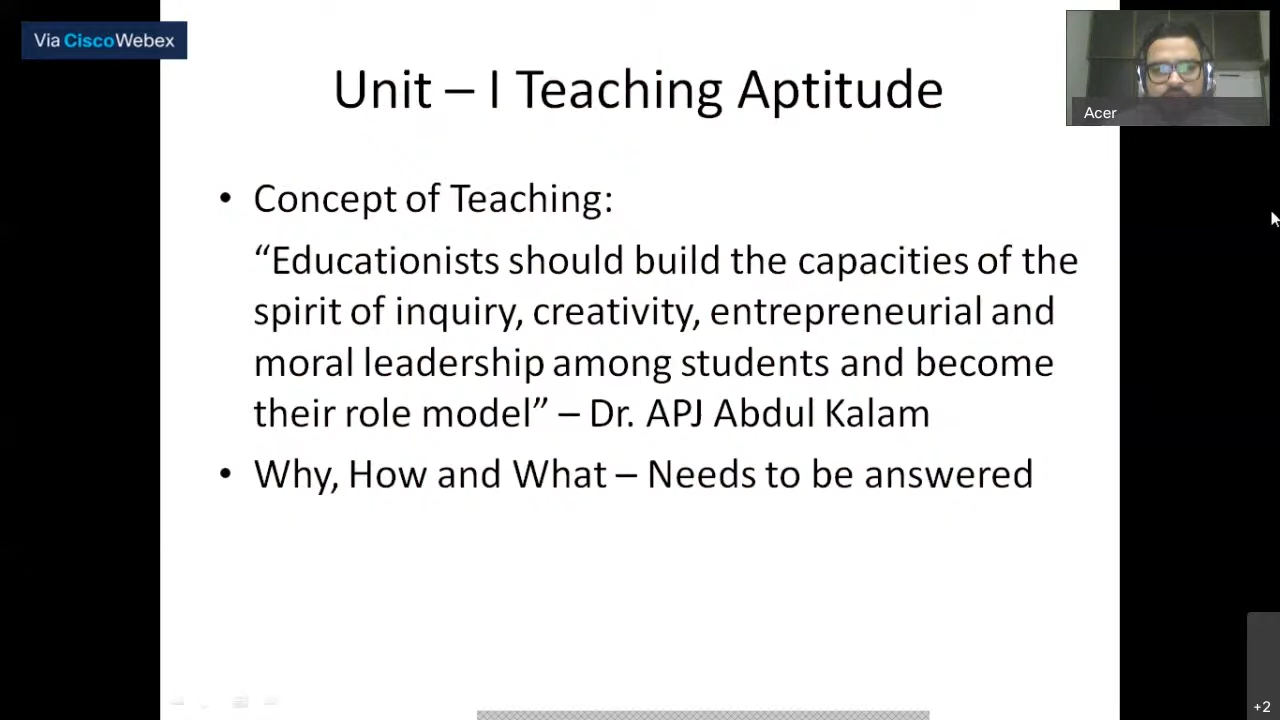 Via CiscoWebex
Unit – I Teaching Aptitude
Acer
• Concept of Teaching:
“Educationists should build the capacities of the
spirit of inquiry, creativity, entrepreneurial and
moral leadership among students and become
their role model” – Dr. APJ Abdul Kalam
• Why, How and What – Needs to be answered
+2